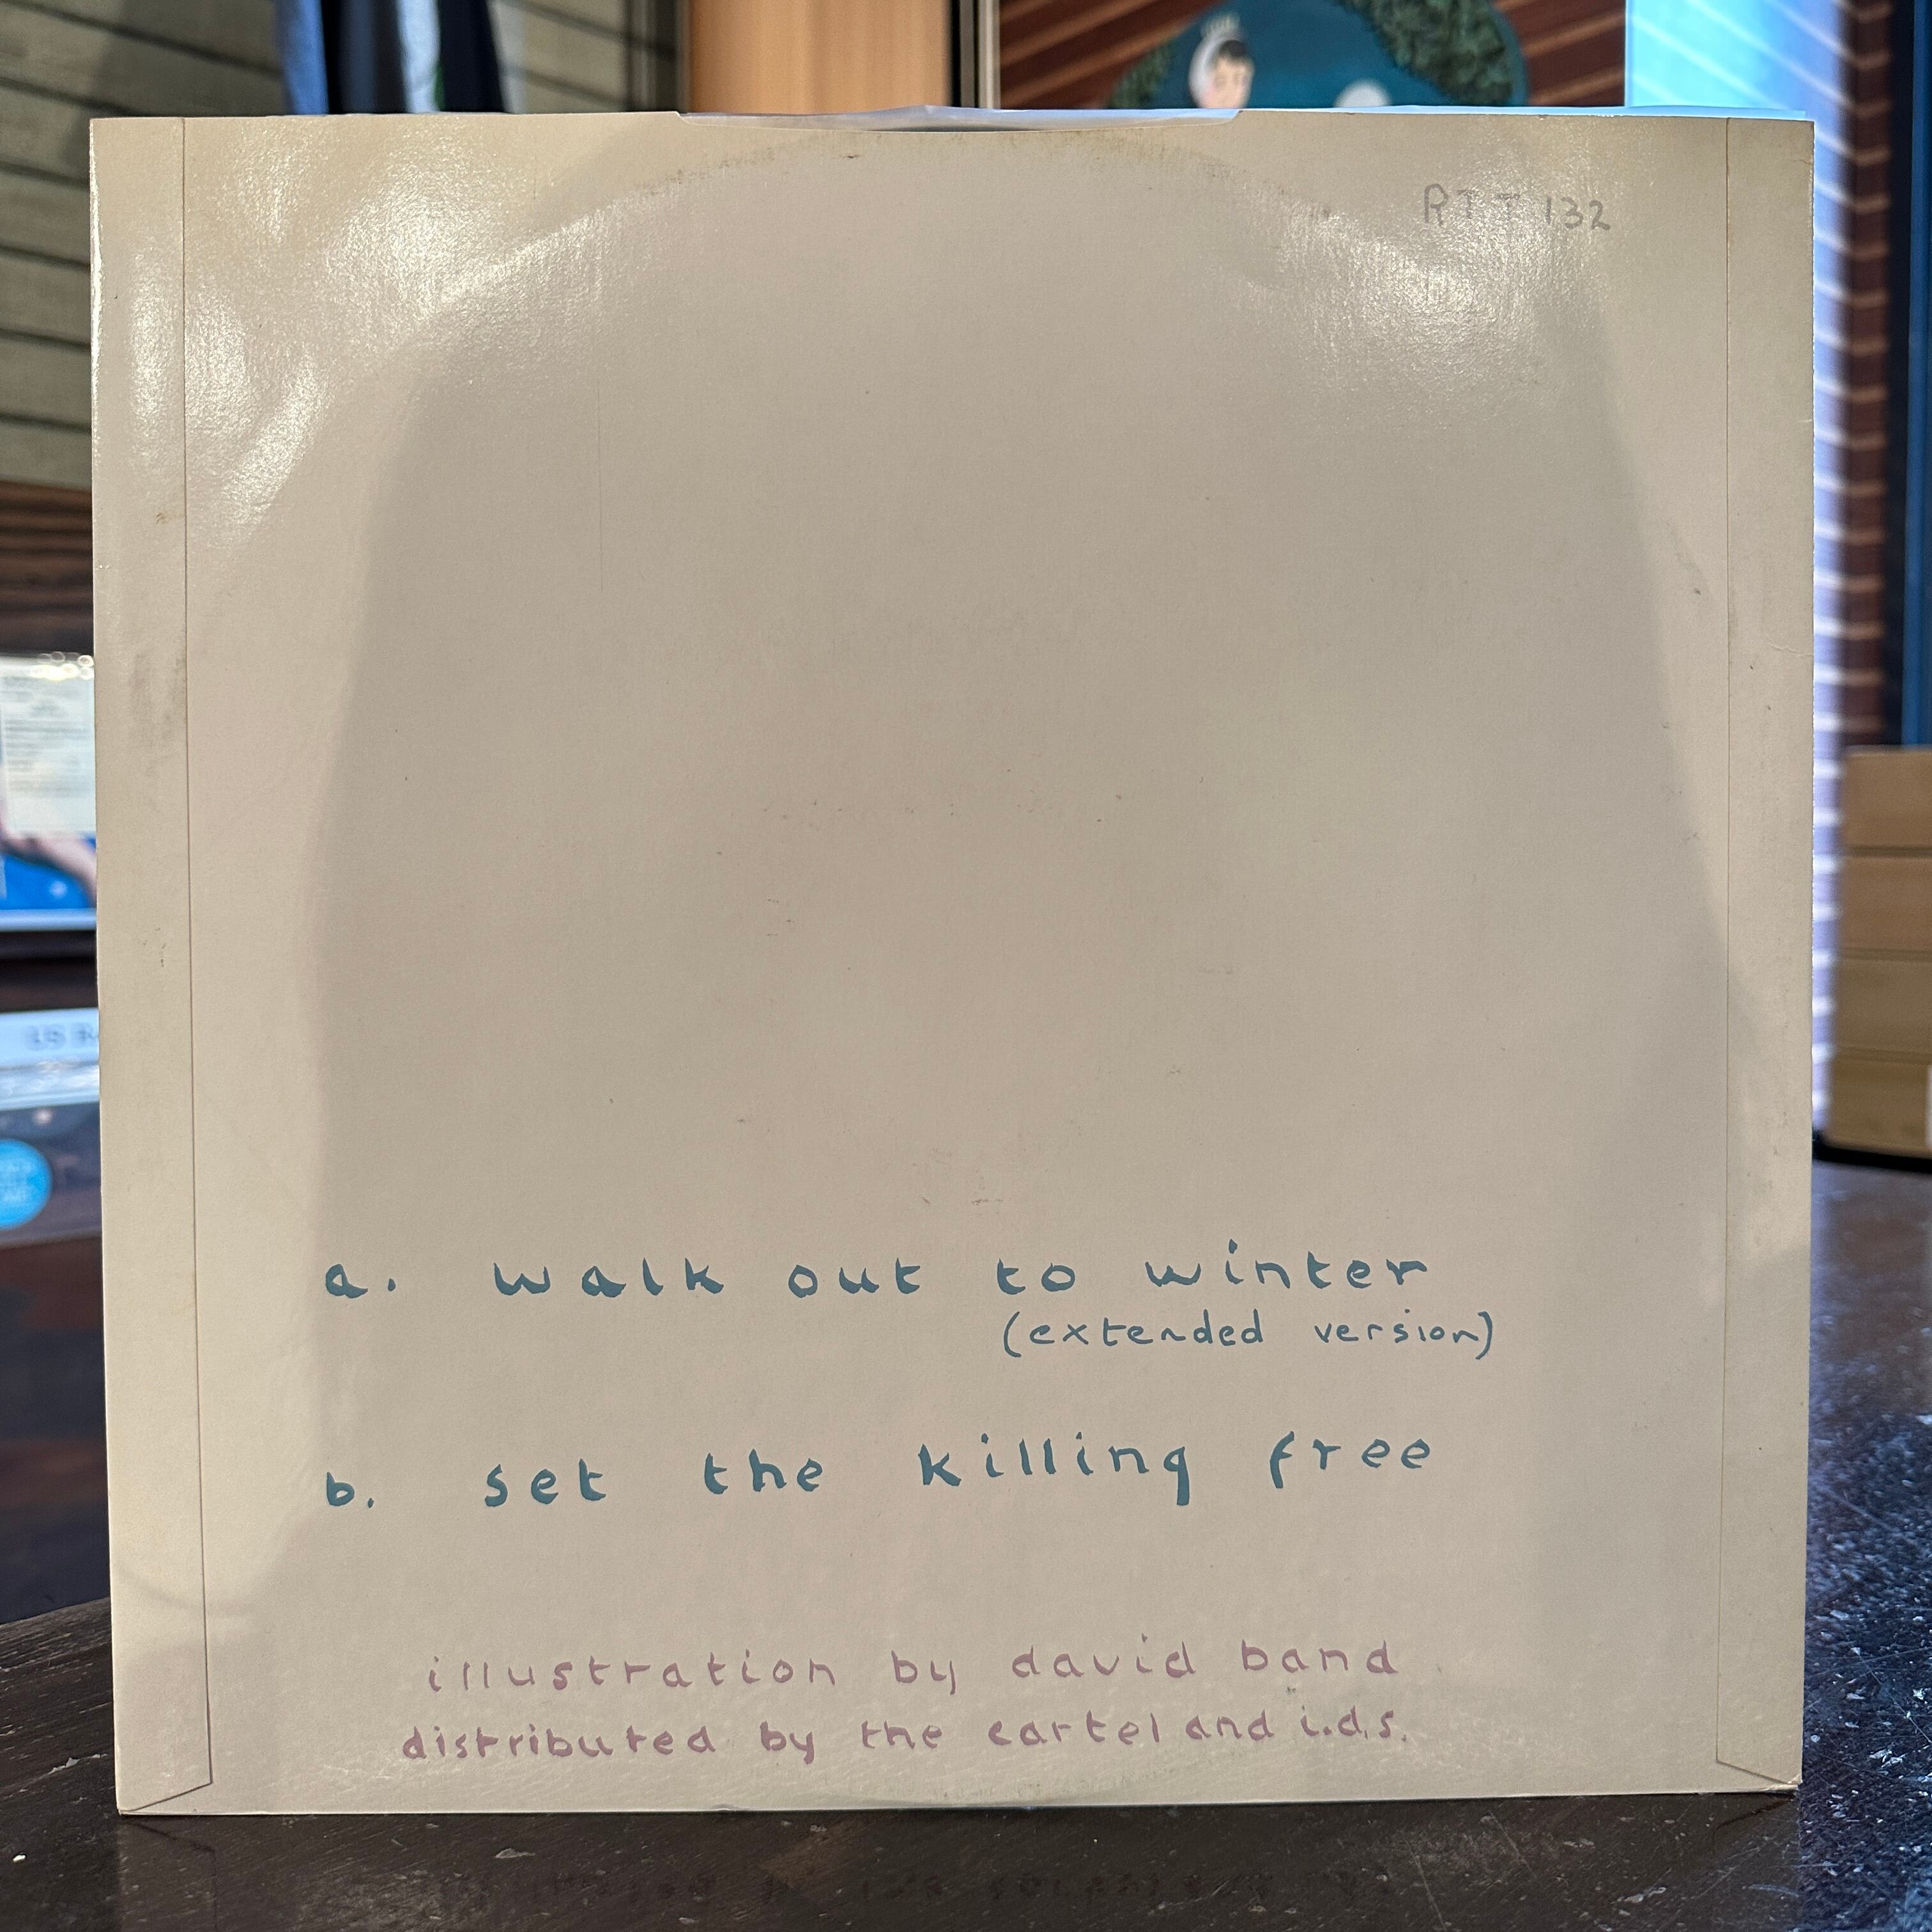 RTT 132
a. walk out to winter
(extended version)
b. set the killing free
illustration by david band
distributed by the cartel and i.d.s.